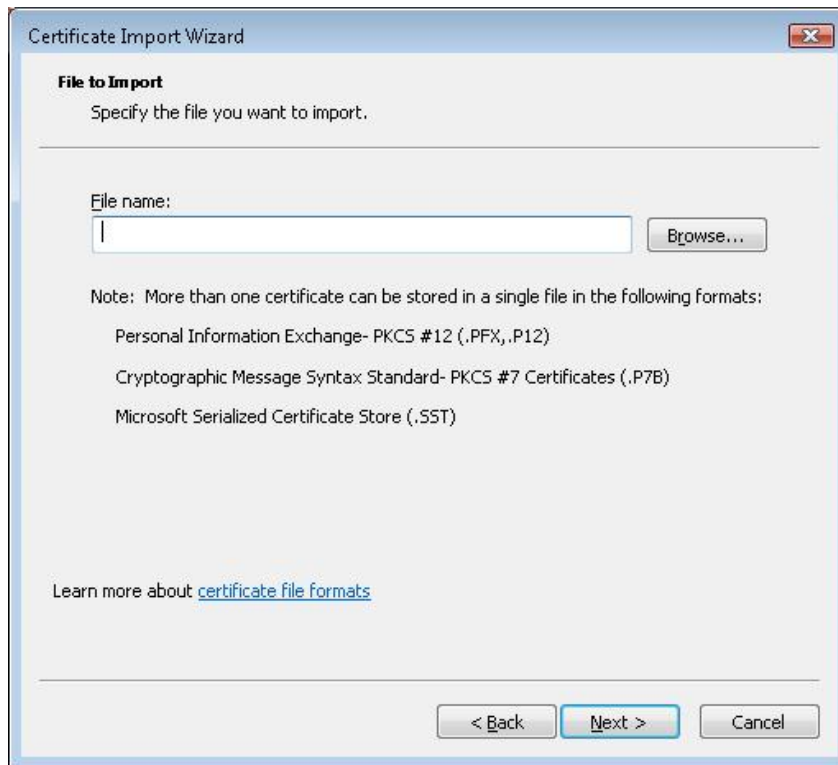 Certificate Import Wizard
File to Import
Specify the file you want to import.
File name:
Browse...
Note: More than one certificate can be stored in a single file in the following formats:
Personal Information Exchange- PKCS #12 (.PFX,.P12)
Cryptographic Message Syntax Standard- PKCS #7 Certificates (.P7B)
Microsoft Serialized Certificate Store (.SST)
Learn more about certificate file formats
< Back
Next >
Cancel